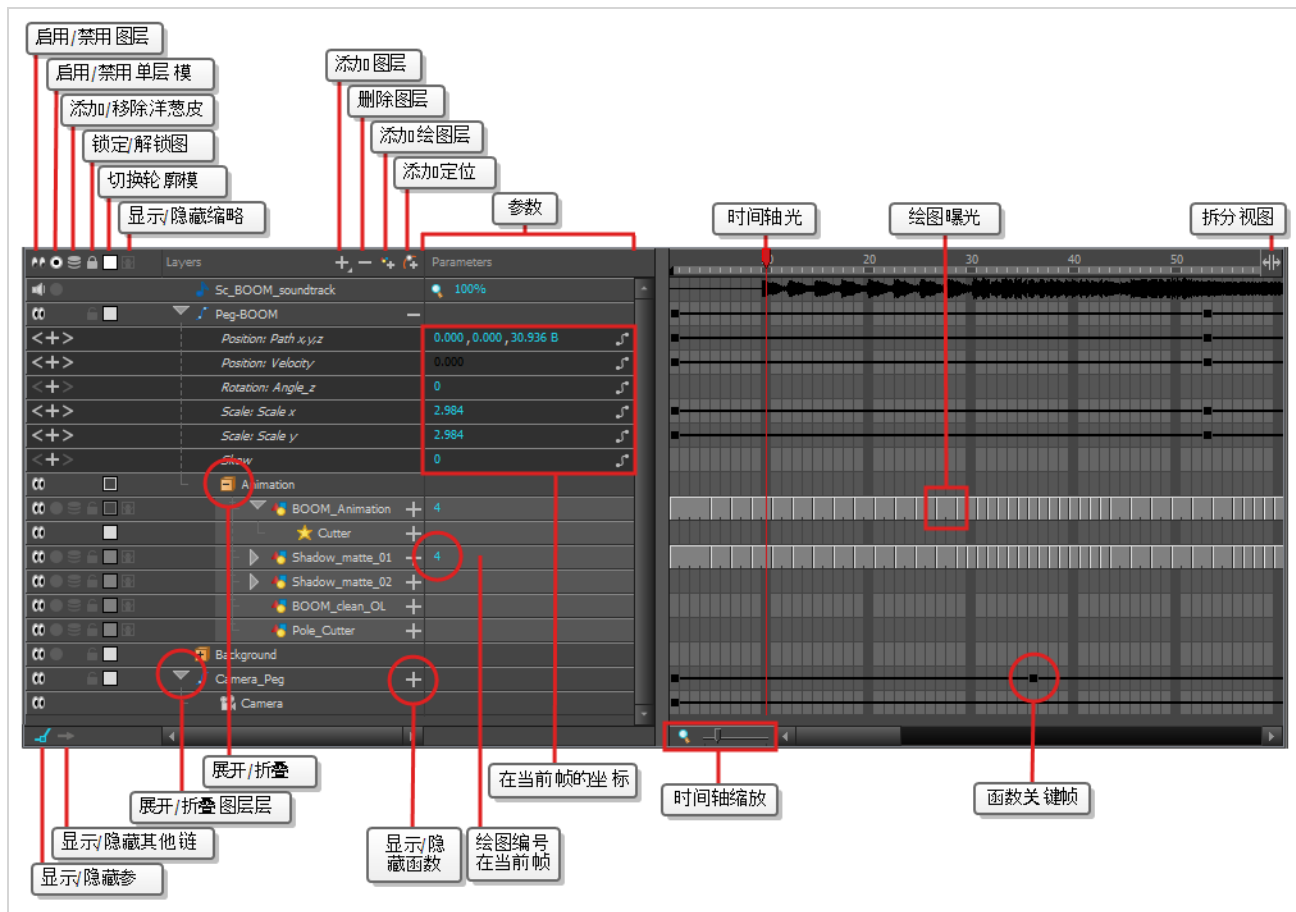 启用/禁用图层
启用/禁用单层 模
添加/移除洋葱皮
锁定/解锁图
切换轮 廓模
显示/隐藏缩略
添加图层
删除图层
添加绘图层
添加定位
参数
时间轴光
绘图曝光
拆分视图
Layers
Parameters
10 20 30 40 50
Sc_BOOM_soundtrack 100%
Peg-BOOM
Position: Path x,y,z 0.000 , 0.000 , 30.936 B
Position: Velocity 0.000
Rotation: Angle_z 0
Scale: Scale x 2.984
Scale: Scale y 2.984
Skew 0
Animation
BOOM_Animation 4
Cutter
Shadow_matte_01 4
Shadow_matte_02
BOOM_clean_OL
Pole_Cutter
Background
Camera_Peg
Camera
展开/折叠
展开/折叠图层层
显示/隐藏其他链
显示/隐藏参
显示/隐
藏函数
绘图编号
在当前帧
在当前帧的坐标
时间轴缩放
函数关键帧